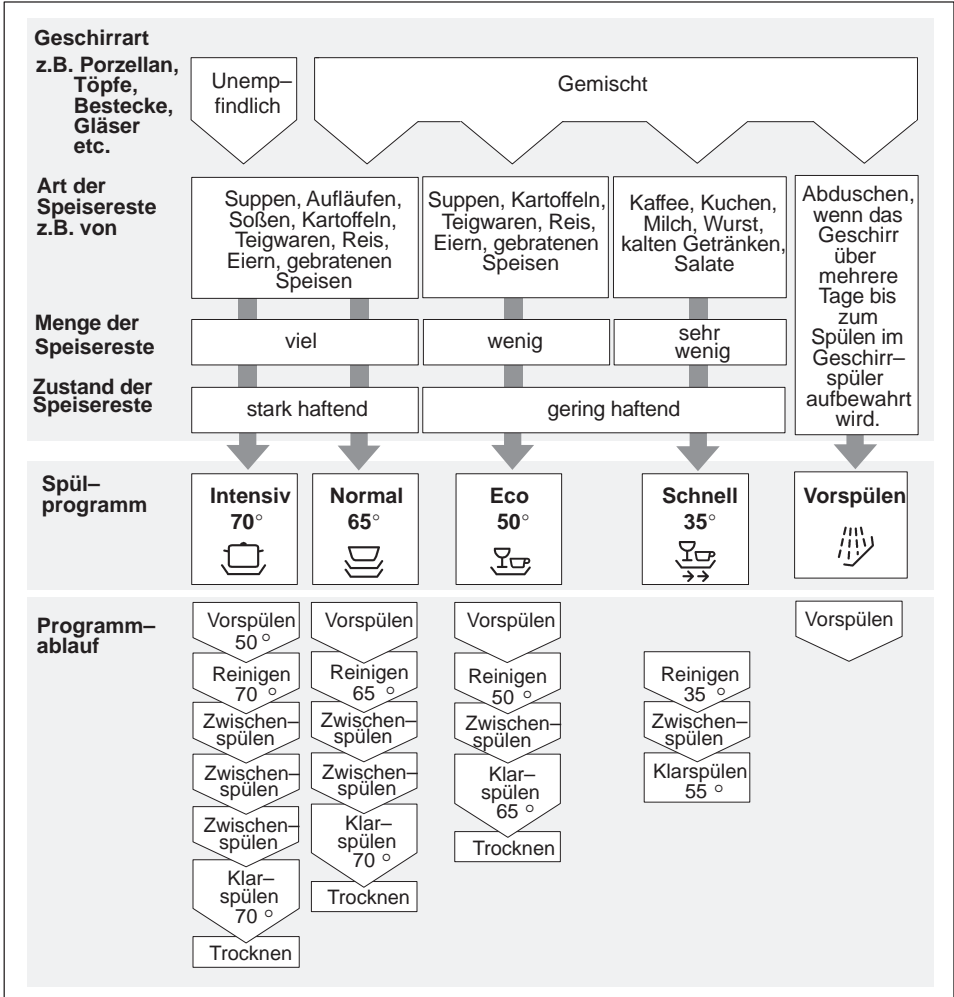 Geschirrart
z.B. Porzellan,
Töpfe,
Bestecke,
Gläser
etc.
Unemp–
findlich
Gemischt
Art der
Speisereste
z.B. von
Suppen, Aufläufen,
Soßen, Kartoffeln,
Teigwaren, Reis,
Eiern, gebratenen
Speisen
Suppen, Kartoffeln,
Teigwaren, Reis,
Eiern, gebratenen
Speisen
Kaffee, Kuchen,
Milch, Wurst,
kalten Getränken,
Salate
Abduschen,
wenn das
Geschirr
über
mehrere
Tage bis
zum
Spülen im
Geschirr–
spüler
aufbewahrt
wird.
Menge der
Speisereste
viel
wenig
sehr
wenig
Zustand der
Speisereste
stark haftend
gering haftend
Spül–
programm
Intensiv
70°
Normal
65°
Eco
50°
Schnell
35°
Vorspülen
Programm–
ablauf
Vorspülen
50 °
Reinigen
70 °
Zwischen–
spülen
Zwischen–
spülen
Zwischen–
spülen
Klar–
spülen
70 °
Trocknen
Vorspülen
Reinigen
65 °
Zwischen–
spülen
Zwischen–
spülen
Klar–
spülen
70 °
Trocknen
Vorspülen
Reinigen
50 °
Zwischen–
spülen
Klar–
spülen
65 °
Trocknen
Reinigen
35 °
Zwischen–
spülen
Klarspülen
55 °
Vorspülen